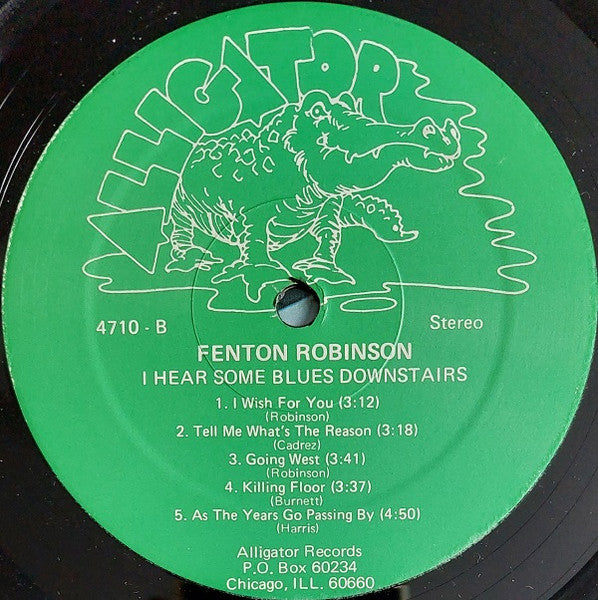 ALLIGATOR
4710 - B
Stereo
FENTON ROBINSON
I HEAR SOME BLUES DOWNSTAIRS
1. I Wish For You (3:12)
(Robinson)
2. Tell Me What's The Reason (3:18)
(Cadrez)
3. Going West (3:41)
(Robinson)
4. Killing Floor (3:37)
(Burnett)
5. As The Years Go Passing By (4:50)
(Harris)
Alligator Records
P.O. Box 60234
Chicago, ILL. 60660